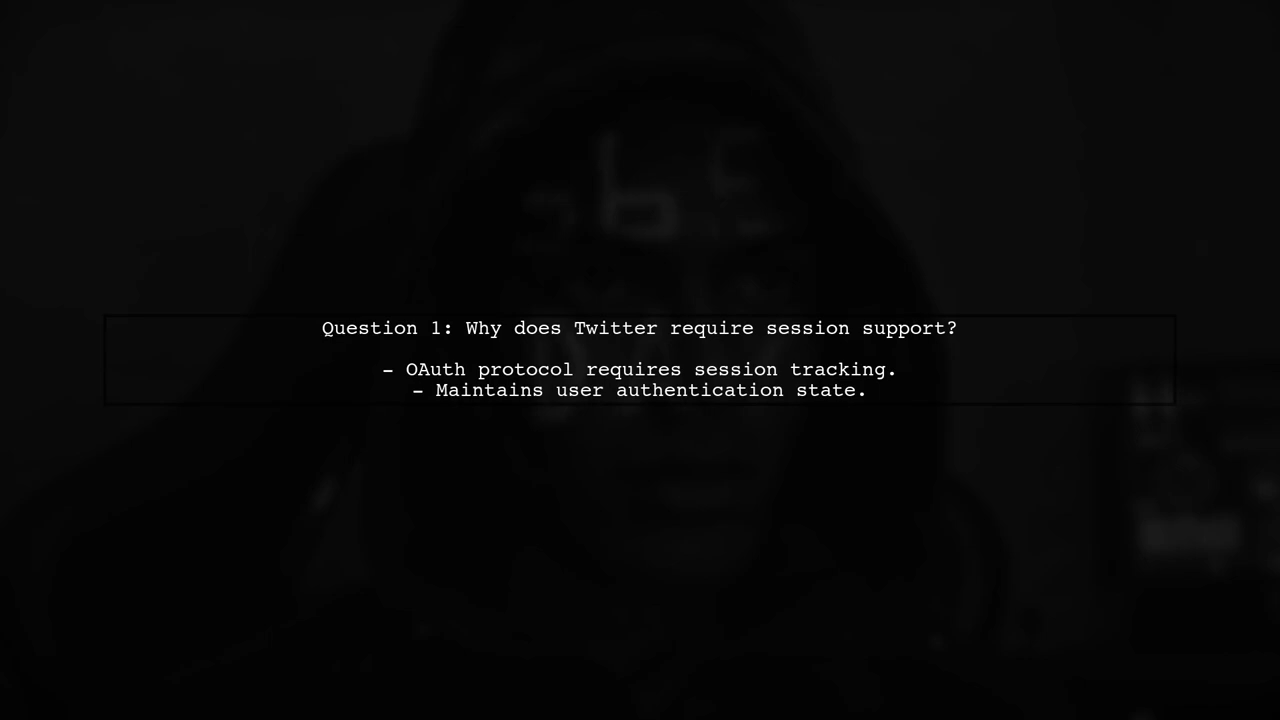 Question 1: Why does Twitter require session support?
- OAuth protocol requires session tracking.
- Maintains user authentication state.